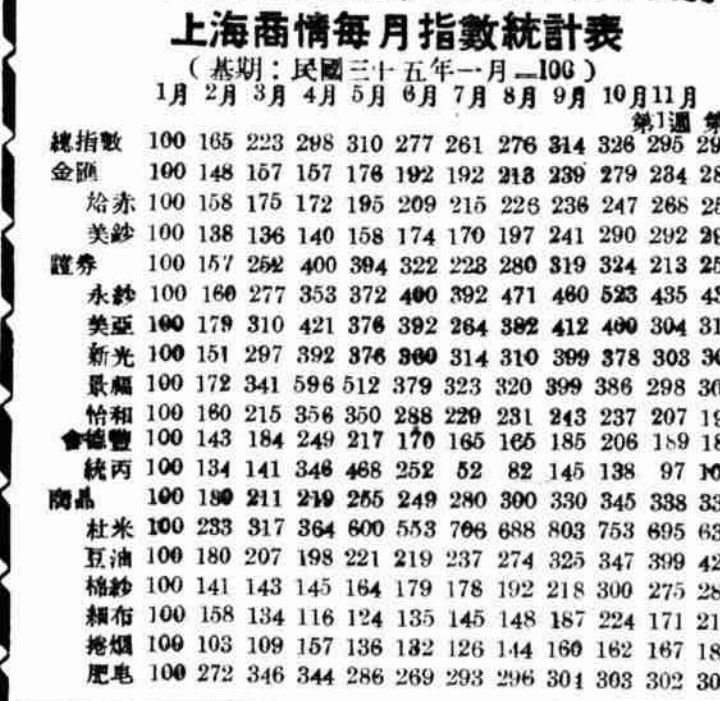 上海商情每月指數統計表
（基期：民國三十五年一月＝100）
1月 2月 3月 4月 5月 6月 7月 8月 9月 10月 11月
第1週
總指數 100 165 223 298 310 277 261 276 314 326 295
金匯 100 148 157 157 176 192 192 213 239 279 284
烚赤 100 158 175 172 195 209 215 226 236 247 268
美鈔 100 138 136 140 158 174 170 197 241 290 292
證券 100 157 252 400 394 322 223 280 319 324 213
永紗 100 160 277 353 372 400 392 471 460 523 435
美亞 100 179 310 421 376 392 264 382 412 400 304
新光 100 151 297 392 376 360 314 310 399 378 303
景福 100 172 341 596 512 379 323 320 399 386 298
怡和 100 160 215 356 350 288 229 231 243 237 207
會德豐 100 143 184 249 217 170 165 165 185 206 189
統丙 100 134 141 346 468 252 52 82 145 138 97
商品 100 180 211 219 255 249 280 300 330 345 338
杜米 100 233 317 364 600 553 706 688 803 753 695
豆油 100 180 207 198 221 219 237 274 325 347 399
棉紗 100 141 143 145 164 179 178 192 218 300 275
細布 100 158 134 116 124 135 145 148 187 224 171
捲烟 100 103 109 157 136 132 126 144 160 162 167
肥皂 100 272 346 344 286 269 293 296 301 303 302